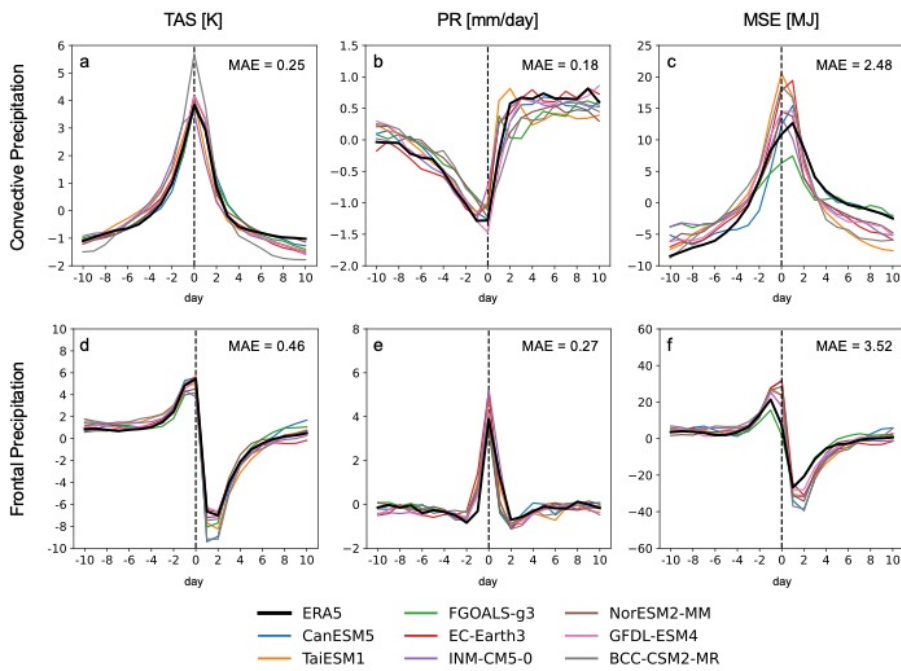 TAS [K] PR [mm/day] MSE [MJ]
Convective Precipitation
a MAE = 0.25
6
5
4
3
2
1
0
−1
−2
-10 -8 -6 -4 -2 0 2 4 6 8 10
day
b MAE = 0.18
1.5
1.0
0.5
0.0
−0.5
−1.0
−1.5
−2.0
-10 -8 -6 -4 -2 0 2 4 6 8 10
day
c MAE = 2.48
25
20
15
10
5
0
−5
−10
-10 -8 -6 -4 -2 0 2 4 6 8 10
day
Frontal Precipitation
d MAE = 0.46
10
8
6
4
2
0
−2
−4
−6
−8
−10
-10 -8 -6 -4 -2 0 2 4 6 8 10
day
e MAE = 0.27
8
6
4
2
0
−2
-10 -8 -6 -4 -2 0 2 4 6 8 10
day
f MAE = 3.52
60
40
20
0
−20
−40
−60
-10 -8 -6 -4 -2 0 2 4 6 8 10
day
ERA5 FGOALS-g3 NorESM2-MM
CanESM5 EC-Earth3 GFDL-ESM4
TaiESM1 INM-CM5-0 BCC-CSM2-MR